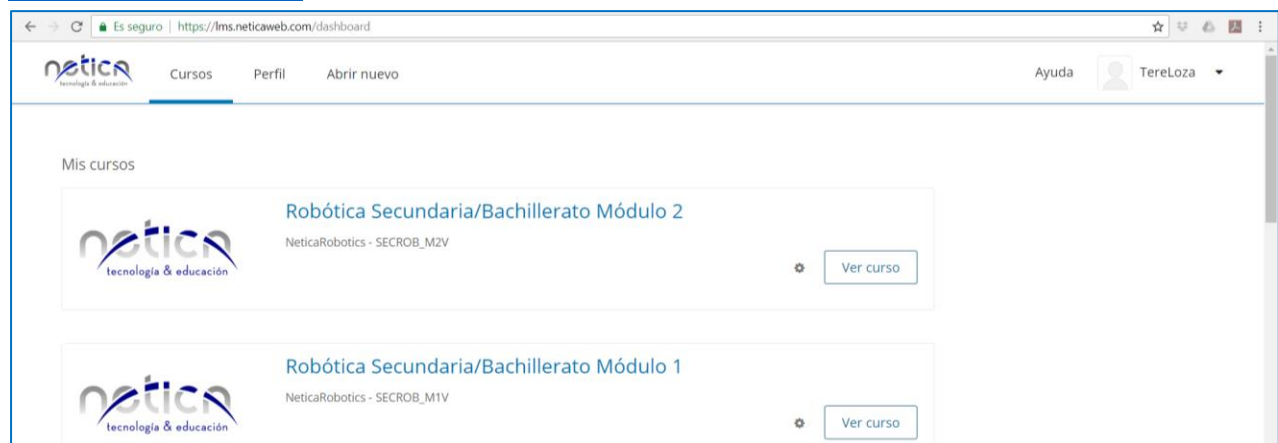 Es seguro | https://lms.neticaweb.com/dashboard
netica
tecnología & educación
Cursos Perfil Abrir nuevo Ayuda TereLoza
Mis cursos
netica
tecnología & educación
Robótica Secundaria/Bachillerato Módulo 2
NeticaRobotics - SECROB_M2V
Ver curso
netica
tecnología & educación
Robótica Secundaria/Bachillerato Módulo 1
NeticaRobotics - SECROB_M1V
Ver curso